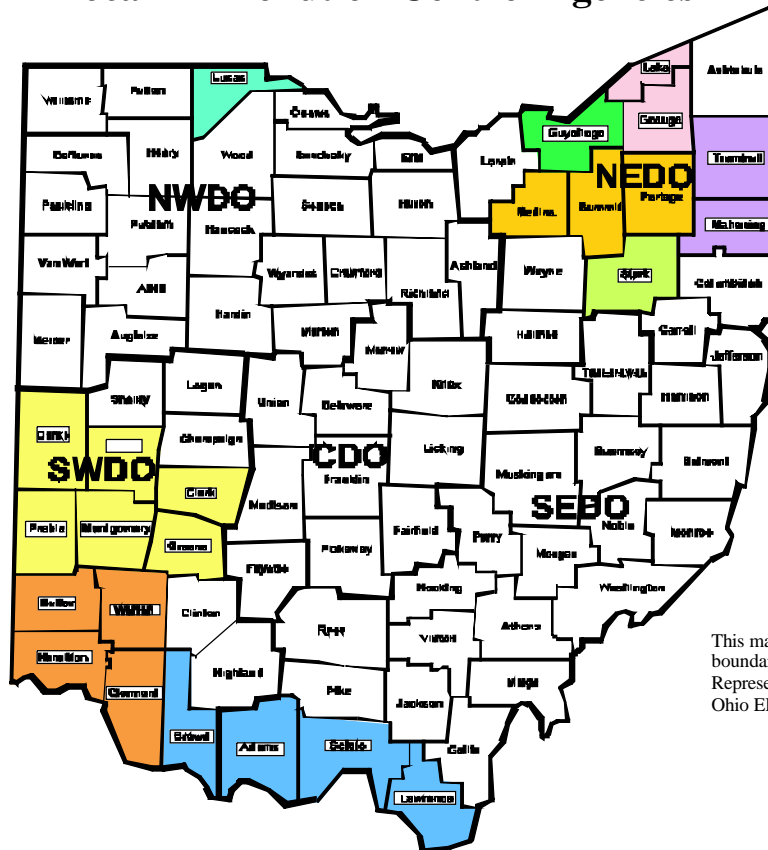 Lake
Ashtabula
Lucas
Williams
Fulton
Ottawa
Geauga
Cuyahoga
Defiance
Henry
Wood
Sandusky
Erie
Lorain
Trumbull
NEDO
NWDO
Paulding
Putnam
Hancock
Seneca
Huron
Medina
Summit
Portage
Mahoning
Van Wert
Allen
Wyandot
Crawford
Ashland
Wayne
Stark
Columbiana
Richland
Mercer
Auglaize
Hardin
Marion
Morrow
Holmes
Carroll
Jefferson
Tuscarawas
Logan
Knox
Coshocton
Harrison
Shelby
Union
Delaware
Darke
Champaign
Licking
Guernsey
Belmont
SWDO
CDO
Franklin
Clark
Muskingum
SEDO
Noble
Preble
Montgomery
Madison
Fairfield
Perry
Monroe
Greene
Pickaway
Morgan
Fayette
Hocking
Washington
Butler
Warren
Clinton
Ross
Vinton
Athens
This ma
boundar
Represe
Ohio El
Hamilton
Highland
Pike
Jackson
Meigs
Clermont
Brown
Adams
Scioto
Gallia
Lawrence